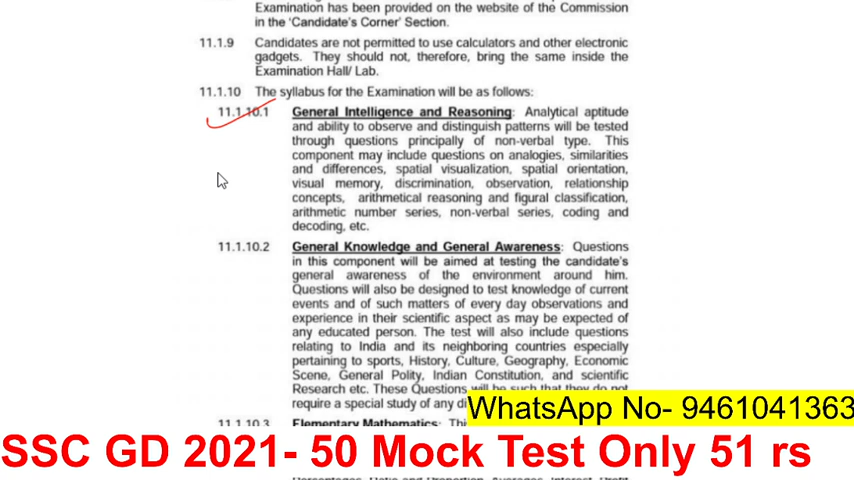 Examination has been provided on the website of the Commission
in the ‘Candidate’s Corner’ Section.
11.1.9 Candidates are not permitted to use calculators and other electronic
gadgets. They should not, therefore, bring the same inside the
Examination Hall/ Lab.
11.1.10 The syllabus for the Examination will be as follows:
11.1.10.1 General Intelligence and Reasoning: Analytical aptitude
and ability to observe and distinguish patterns will be tested
through questions principally of non-verbal type. This
component may include questions on analogies, similarities
and differences, spatial visualization, spatial orientation,
visual memory, discrimination, observation, relationship
concepts, arithmetical reasoning and figural classification,
arithmetic number series, non-verbal series, coding and
decoding, etc.
11.1.10.2 General Knowledge and General Awareness: Questions
in this component will be aimed at testing the candidate’s
general awareness of the environment around him.
Questions will also be designed to test knowledge of current
events and of such matters of every day observations and
experience in their scientific aspect as may be expected of
any educated person. The test will also include questions
relating to India and its neighboring countries especially
pertaining to sports, History, Culture, Geography, Economic
Scene, General Polity, Indian Constitution, and scientific
Research etc. These Questions will be such that they do not
require a special study of any
WhatsApp No- 9461041363
11.1.10.3 Elementary Mathematics:
SSC GD 2021- 50 Mock Test Only 51 rs